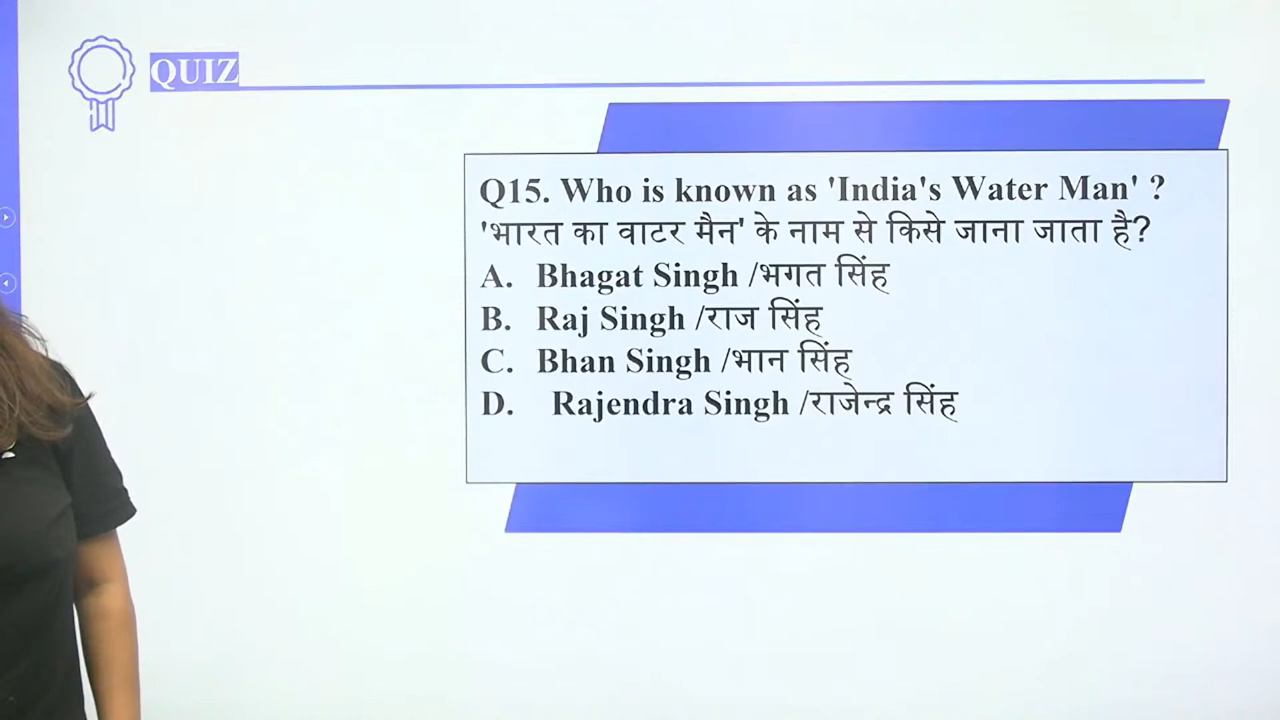 QUIZ
Q15. Who is known as 'India's Water Man' ?
'भारत का वाटर मैन' के नाम से किसे जाना जाता है?
A. Bhagat Singh /भगत सिंह
B. Raj Singh /राज सिंह
C. Bhan Singh /भान सिंह
D. Rajendra Singh /राजेन्द्र सिंह